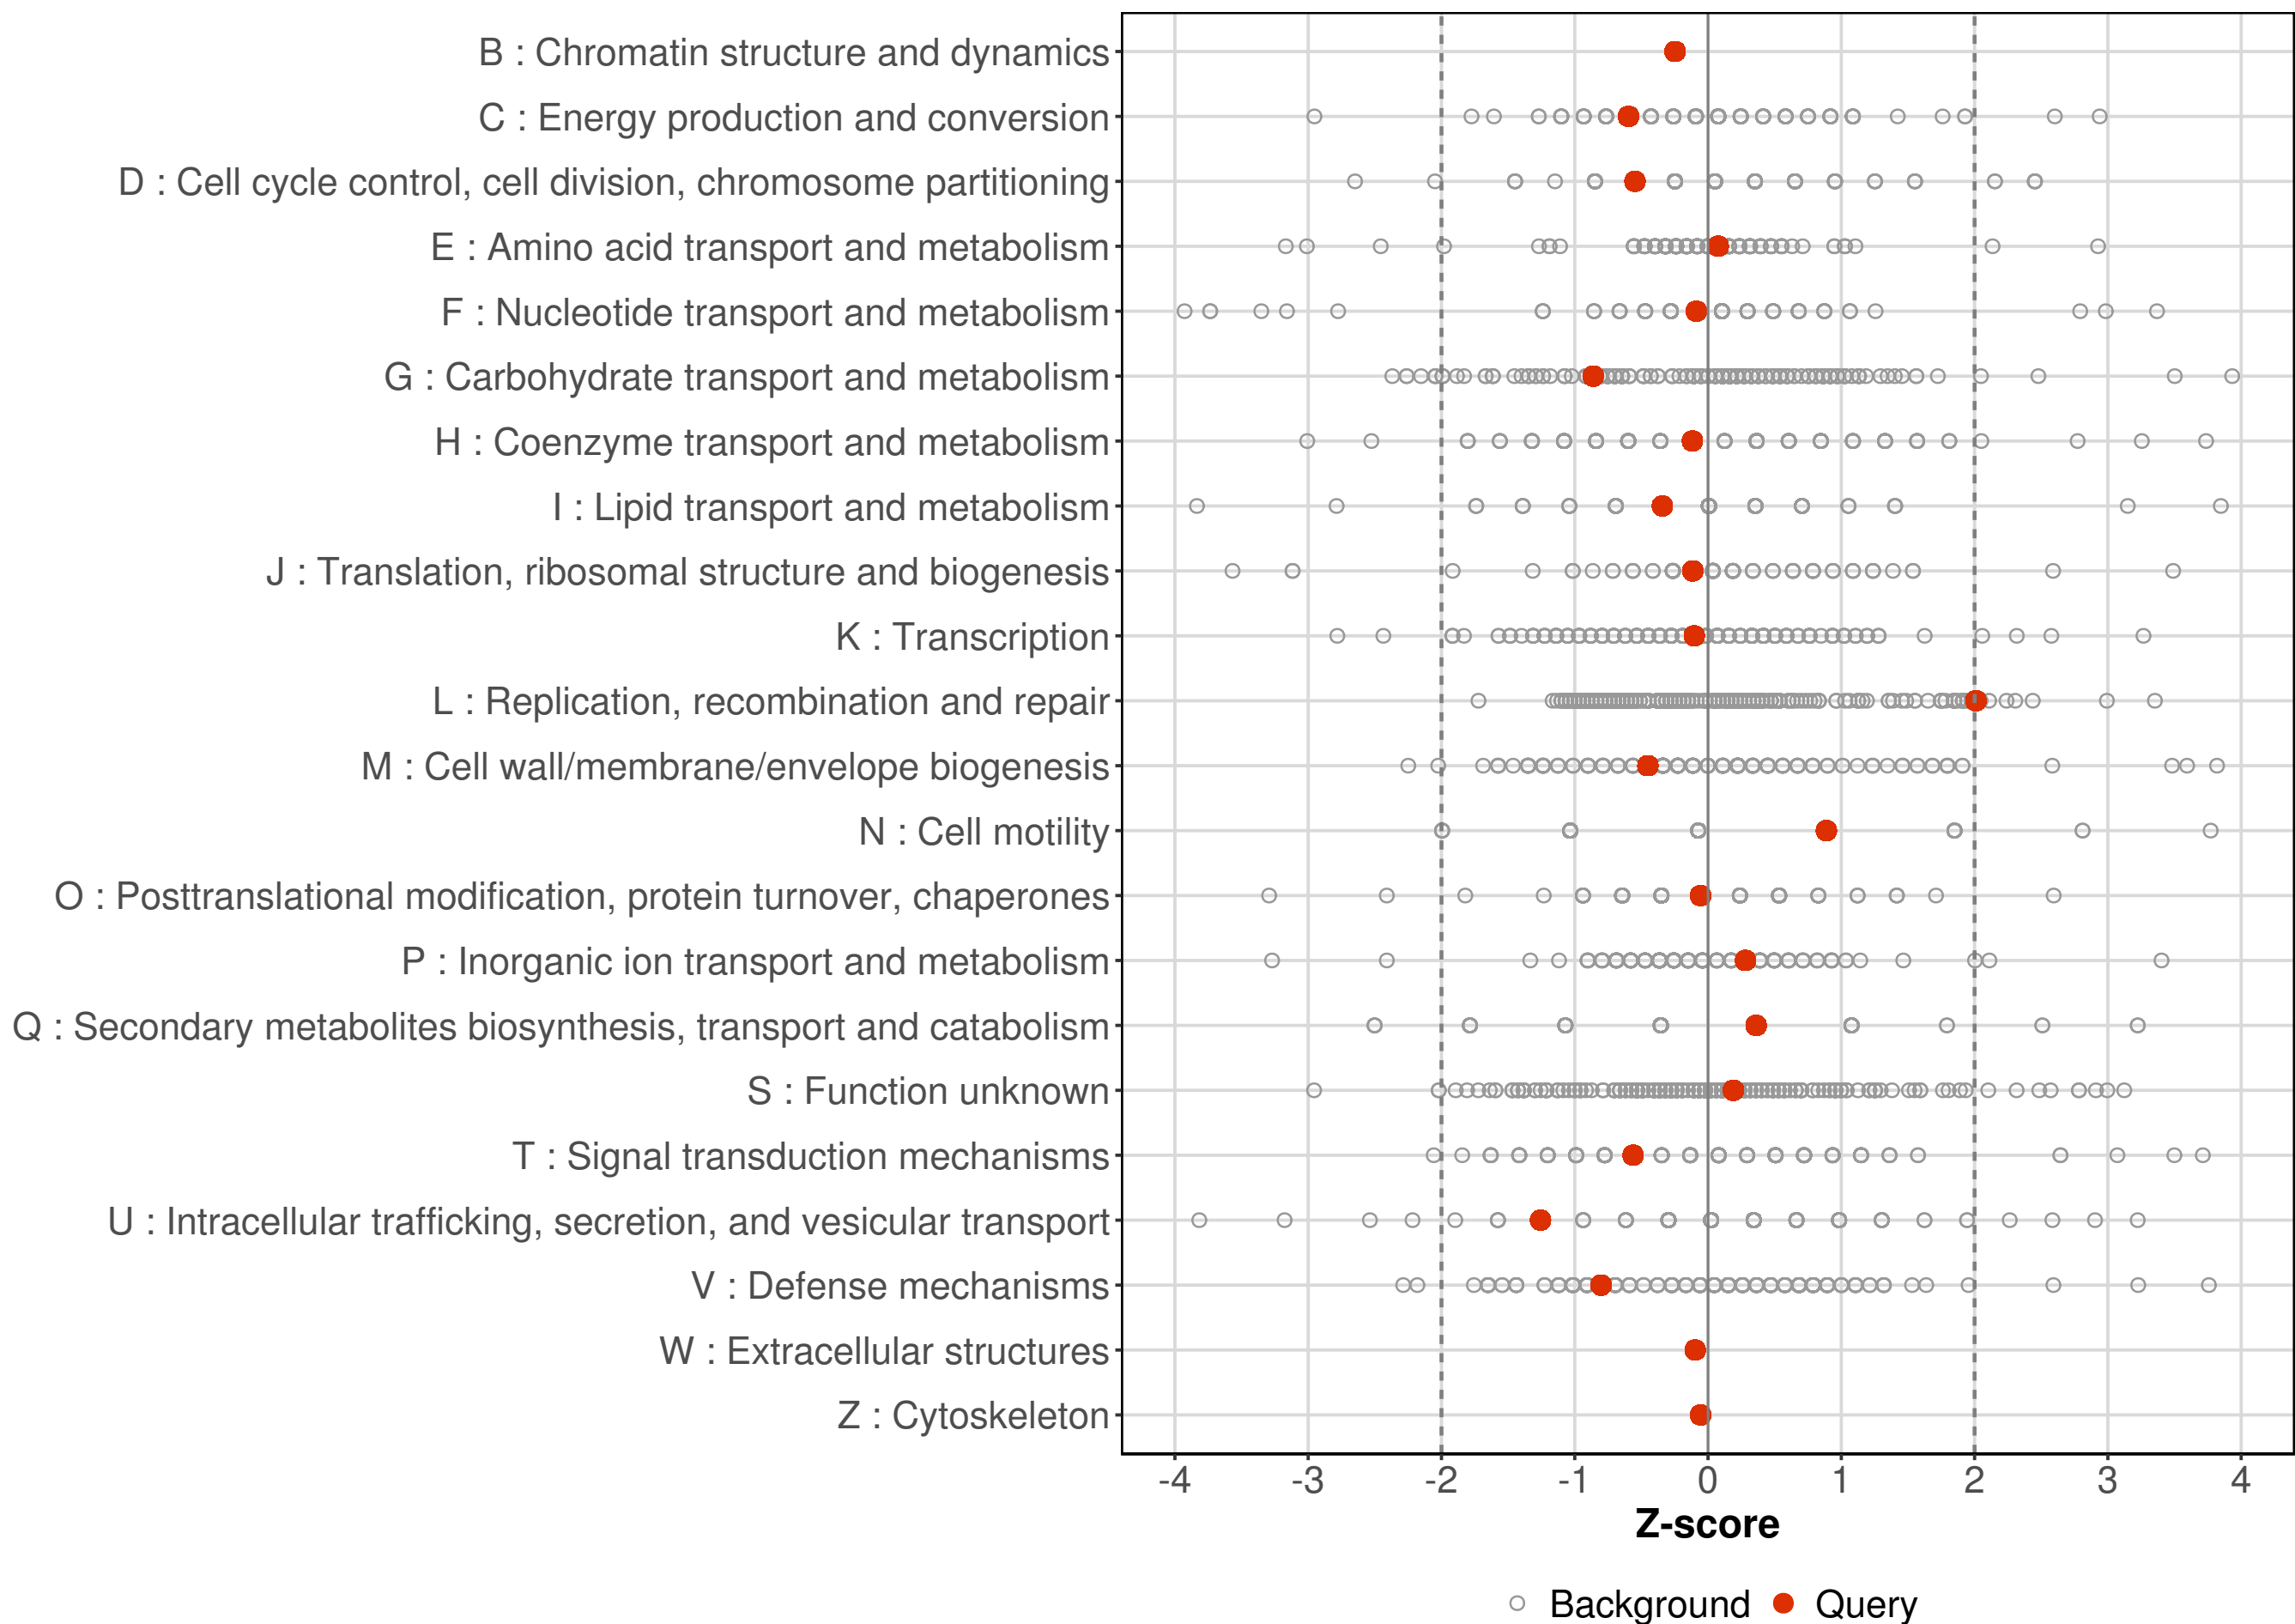 B : Chromatin structure and dynamics
C : Energy production and conversion
D : Cell cycle control, cell division, chromosome partitioning
E : Amino acid transport and metabolism
F : Nucleotide transport and metabolism
G : Carbohydrate transport and metabolism
H : Coenzyme transport and metabolism
I : Lipid transport and metabolism
J : Translation, ribosomal structure and biogenesis
K : Transcription
L : Replication, recombination and repair
M : Cell wall/membrane/envelope biogenesis
N : Cell motility
O : Posttranslational modification, protein turnover, chaperones
P : Inorganic ion transport and metabolism
Q : Secondary metabolites biosynthesis, transport and catabolism
S : Function unknown
T : Signal transduction mechanisms
U : Intracellular trafficking, secretion, and vesicular transport
V : Defense mechanisms
W : Extracellular structures
Z : Cytoskeleton
-4 -3 -2 -1 0 1 2 3 4
Z-score
Background Query